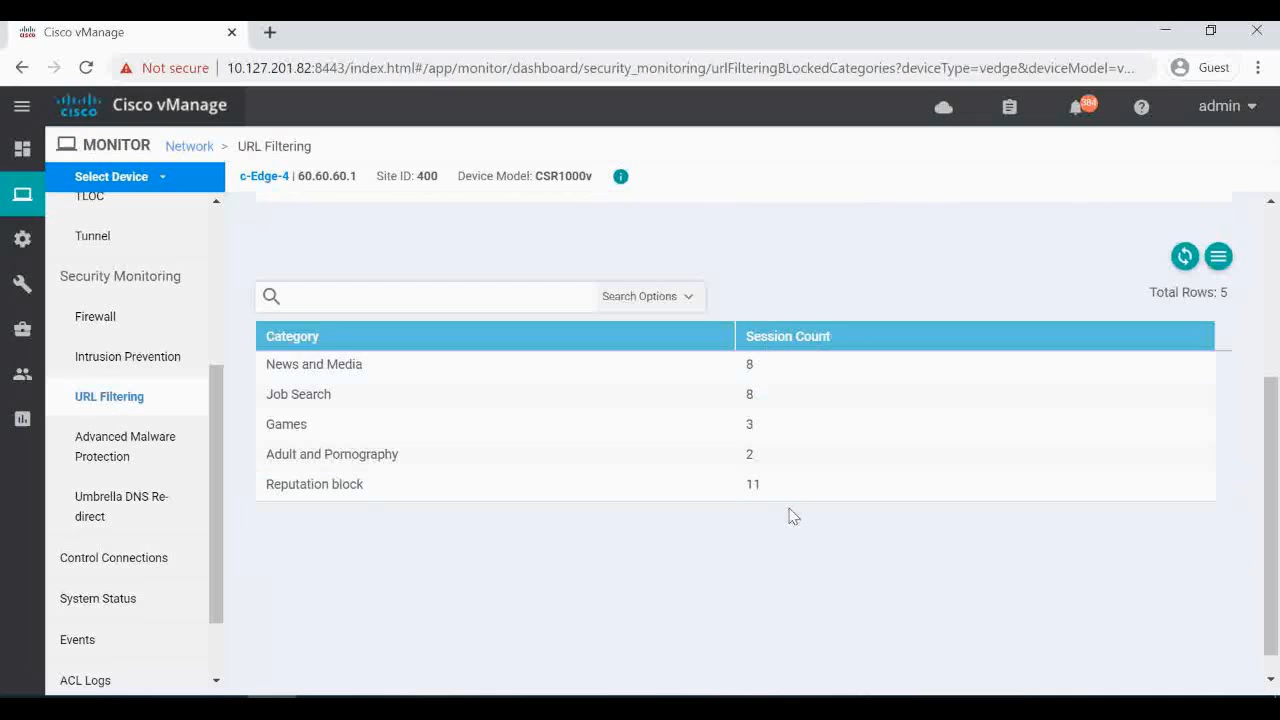 Cisco vManage
Not secure
10.127.201.82:8443/index.html#/app/monitor/dashboard/security_monitoring/urlFilteringBLockedCategories?deviceType=vedge&deviceModel=v...
Guest
CISCO
Cisco vManage
384
admin
MONITOR
Network > URL Filtering
Select Device
c-Edge-4 | 60.60.60.1 Site ID: 400 Device Model: CSR1000v
TLOC
Tunnel
Security Monitoring
Firewall
Intrusion Prevention
URL Filtering
Advanced Malware
Protection
Umbrella DNS Re-
direct
Control Connections
System Status
Events
ACL Logs
Search Options
Total Rows: 5
Category Session Count
News and Media 8
Job Search 8
Games 3
Adult and Pornography 2
Reputation block 11